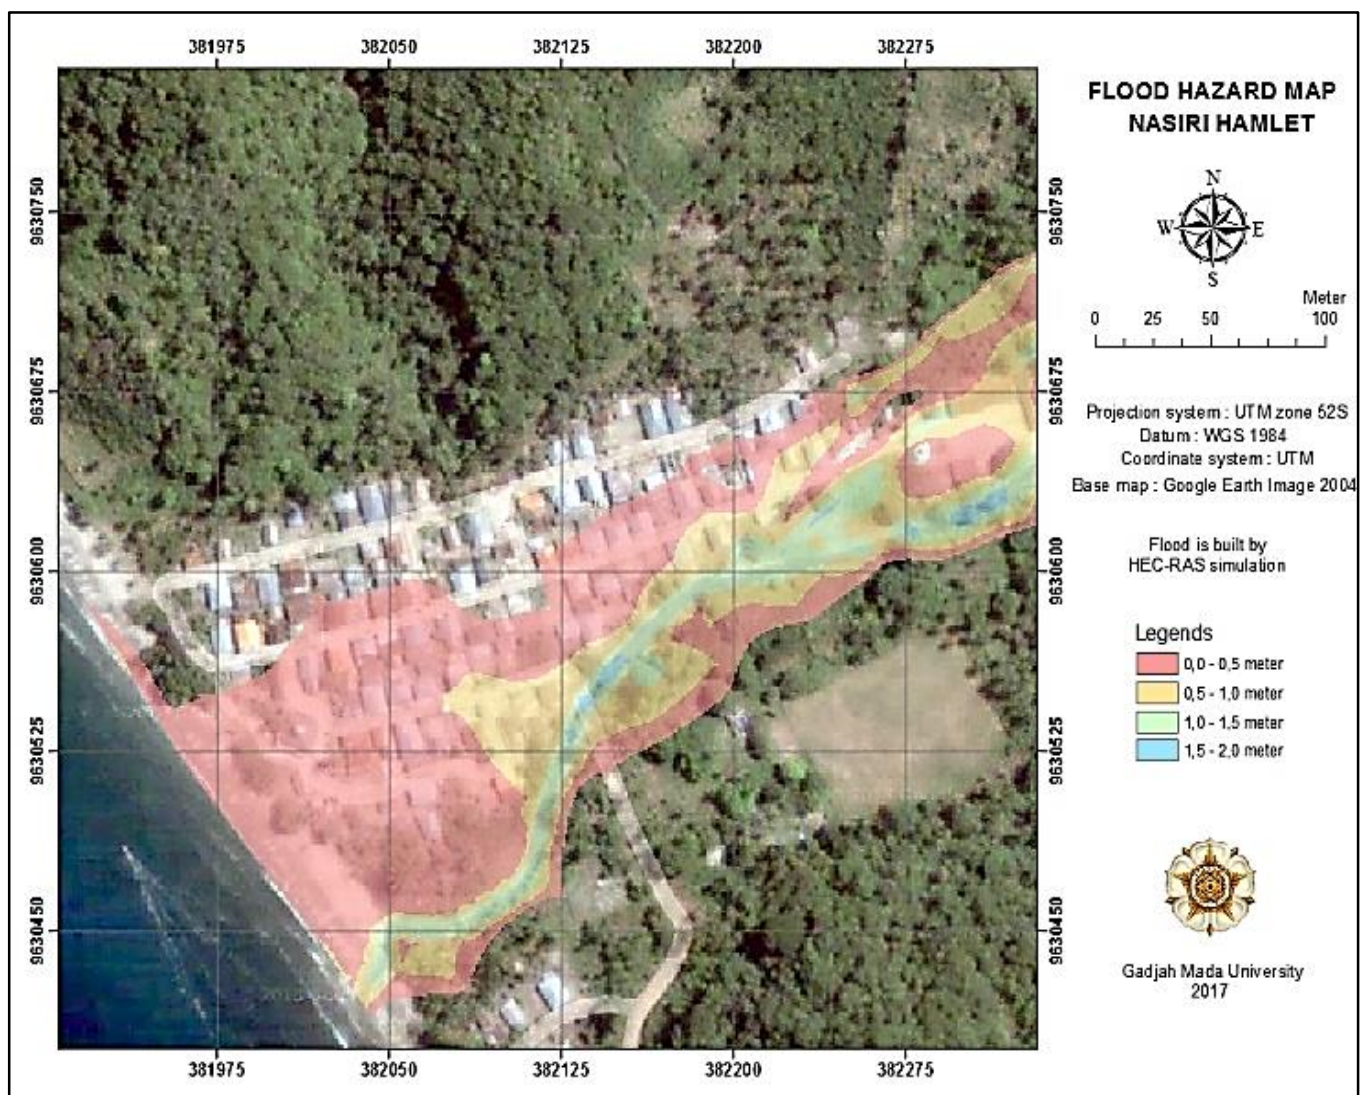 381975 382050 382125 382200 382275
9630750
9630675
9630600
9630525
9630450
9630750
9630675
9630600
9630525
9630450
381975 382050 382125 382200 382275
FLOOD HAZARD MAP
NASIRI HAMLET
N
W E
S
Meter
0 25 50 100
Projection system : UTM zone 52S
Datum : WGS 1984
Coordinate system : UTM
Base map : Google Earth Image 2004
Flood is built by
HEC-RAS simulation
Legends
0,0 - 0,5 meter
0,5 - 1,0 meter
1,0 - 1,5 meter
1,5 - 2,0 meter
Gadjah Mada University
2017